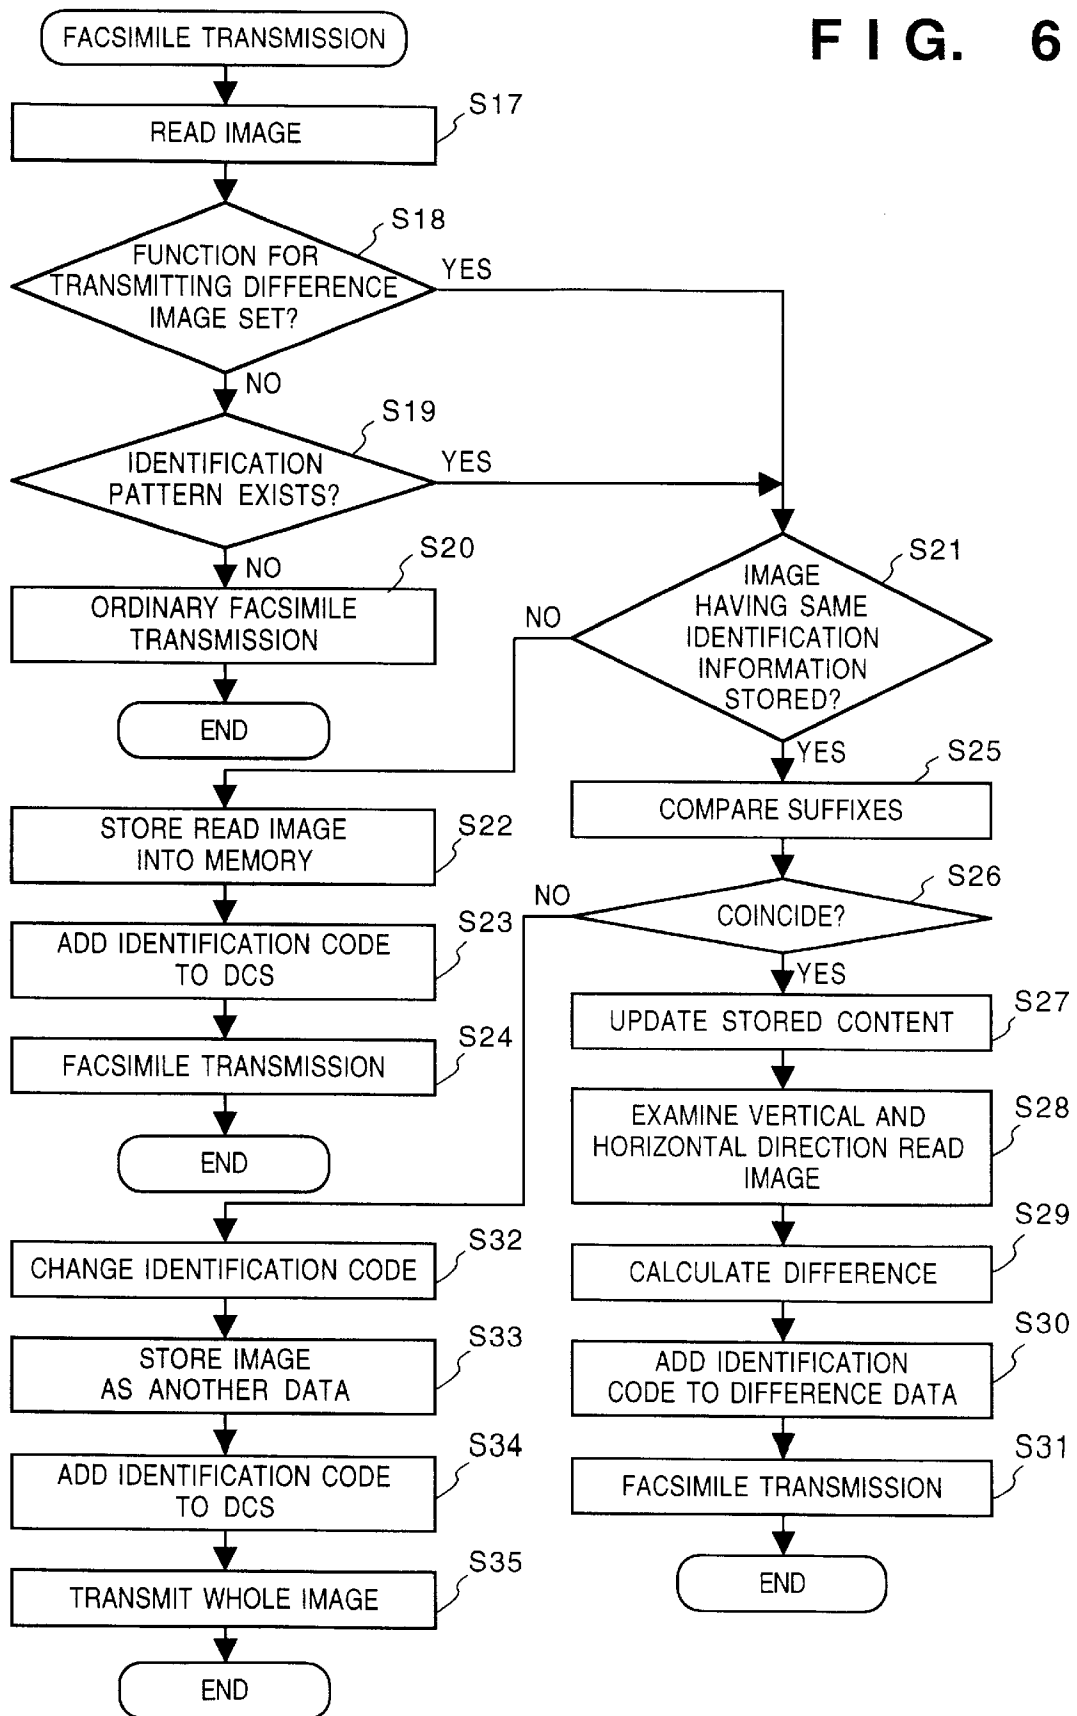 FIG. 6
FACSIMILE TRANSMISSION
S17
READ IMAGE
S18
FUNCTION FOR
TRANSMITTING DIFFERENCE
IMAGE SET?
YES
NO
S19
IDENTIFICATION
PATTERN EXISTS?
YES
NO
S20
ORDINARY FACSIMILE
TRANSMISSION
END
S21
IMAGE
HAVING SAME
IDENTIFICATION
INFORMATION
STORED?
NO
YES
S22
STORE READ IMAGE
INTO MEMORY
S23
ADD IDENTIFICATION CODE
TO DCS
S24
FACSIMILE TRANSMISSION
END
S25
COMPARE SUFFIXES
S26
COINCIDE?
NO
YES
S27
UPDATE STORED CONTENT
S28
EXAMINE VERTICAL AND
HORIZONTAL DIRECTION READ
IMAGE
S29
CALCULATE DIFFERENCE
S30
ADD IDENTIFICATION
CODE TO DIFFERENCE DATA
S31
FACSIMILE TRANSMISSION
END
S32
CHANGE IDENTIFICATION CODE
S33
STORE IMAGE
AS ANOTHER DATA
S34
ADD IDENTIFICATION CODE
TO DCS
S35
TRANSMIT WHOLE IMAGE
END